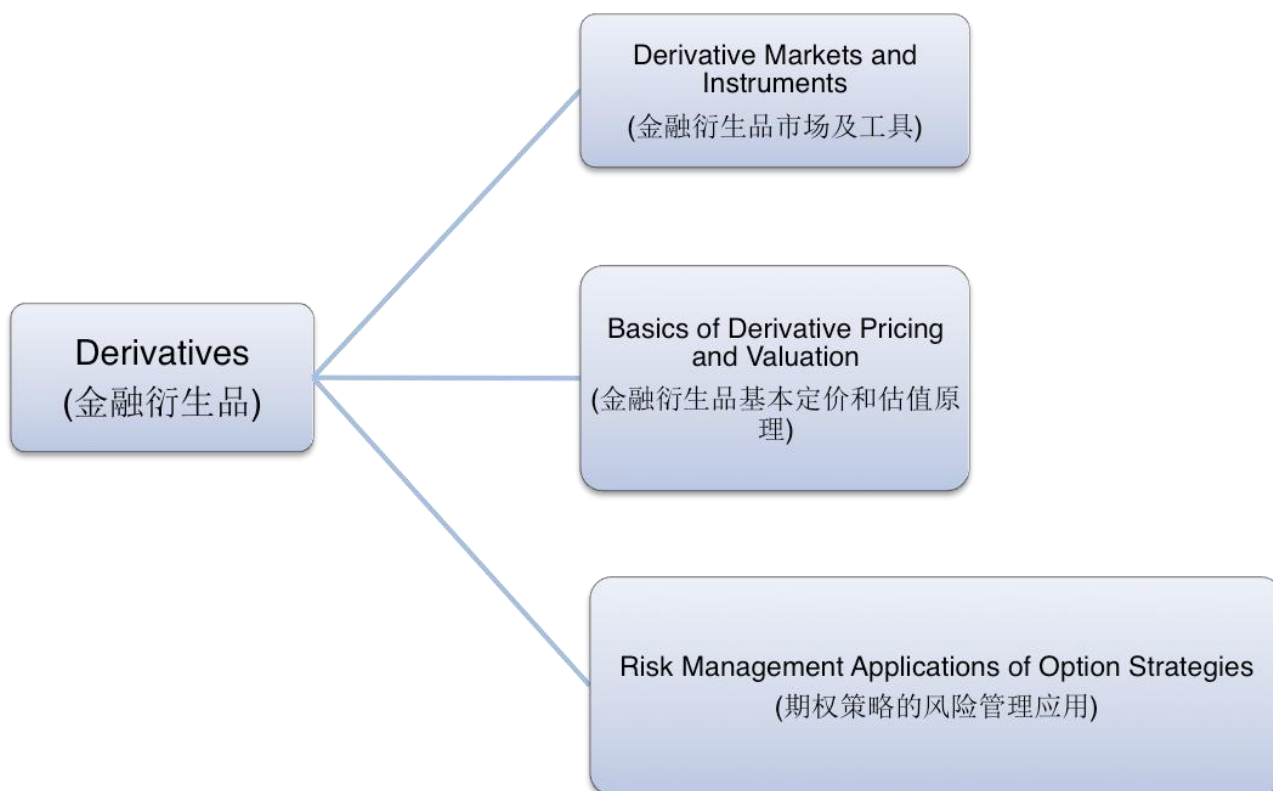 Derivatives
(金融衍生品)
Derivative Markets and
Instruments
(金融衍生品市场及工具)
Basics of Derivative Pricing
and Valuation
(金融衍生品基本定价和估值原
理)
Risk Management Applications of Option Strategies
(期权策略的风险管理应用)